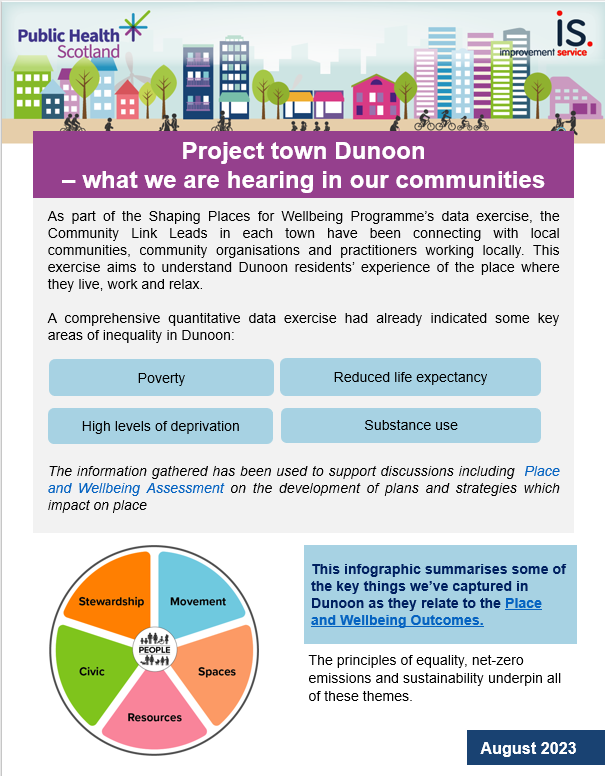 Public Health
Scotland
is.
improvement service
Project town Dunoon
– what we are hearing in our communities
As part of the Shaping Places for Wellbeing Programme's data exercise, the
Community Link Leads in each town have been connecting with local
communities, community organisations and practitioners working locally. This
exercise aims to understand Dunoon residents' experience of the place where
they live, work and relax.
A comprehensive quantitative data exercise had already indicated some key
areas of inequality in Dunoon:
Poverty
Reduced life expectancy
High levels of deprivation
Substance use
The information gathered has been used to support discussions including Place
and Wellbeing Assessment on the development of plans and strategies which
impact on place
Stewardship
Movement
PEOPLE
Civic
Spaces
Resources
This infographic summarises some of
the key things we've captured in
Dunoon as they relate to the Place
and Wellbeing Outcomes.
The principles of equality, net-zero
emissions and sustainability underpin all
of these themes.
August 2023